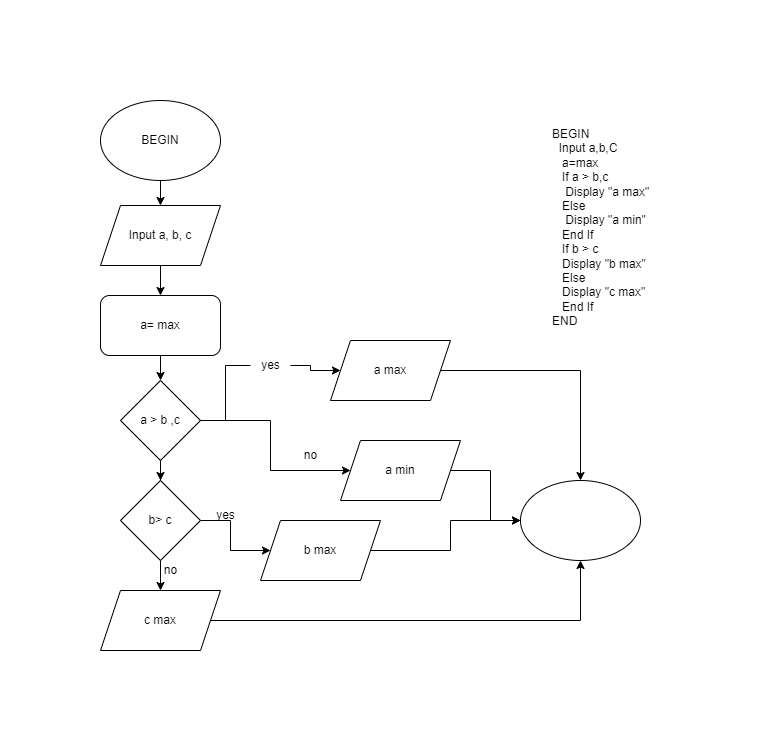 BEGIN
Input a, b, c
a= max
a > b ,c
yes
a max
no
a min
b> c
yes
b max
no
c max
BEGIN
Input a,b,C
a=max
If a > b,c
Display "a max"
Else
Display "a min"
End If
If b > c
Display "b max"
Else
Display "c max"
End If
END